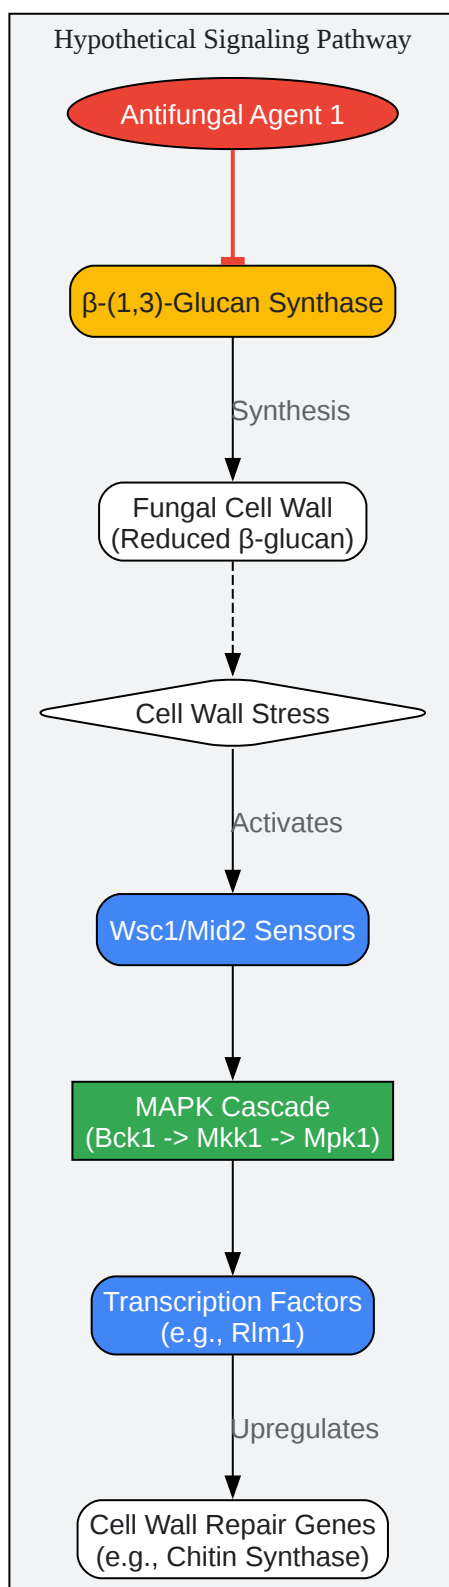 Hypothetical Signaling Pathway
Antifungal Agent 1
β-(1,3)-Glucan Synthase
Synthesis
Fungal Cell Wall
(Reduced β-glucan)
Cell Wall Stress
Activates
Wsc1/Mid2 Sensors
MAPK Cascade
(Bck1 -> Mkk1 -> Mpk1)
Transcription Factors
(e.g., Rlm1)
Upregulates
Cell Wall Repair Genes
(e.g., Chitin Synthase)